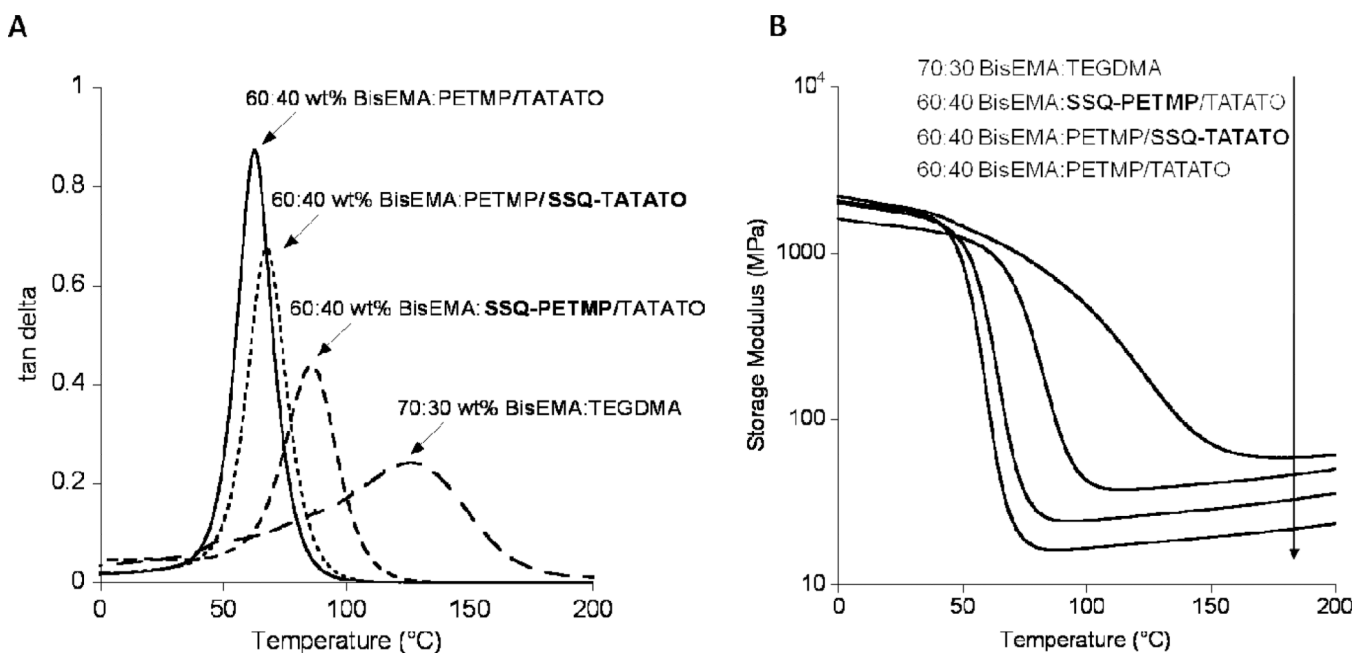 A
1
0.8
0.6
0.4
0.2
0
0
50
100
150
200
tan delta
Temperature (°C)
60:40 wt% BisEMA:PETMP/TATATO
60:40 wt% BisEMA:PETMP/SSQ-TATATO
60:40 wt% BisEMA:SSQ-PETMP/TATATO
70:30 wt% BisEMA:TEGDMA
B
70:30 BisEMA:TEGDMA
60:40 BisEMA:SSQ-PETMP/TATATO
60:40 BisEMA:PETMP/SSQ-TATATO
60:40 BisEMA:PETMP/TATATO
10⁴
1000
100
10
0
50
100
150
200
Storage Modulus (MPa)
Temperature (°C)